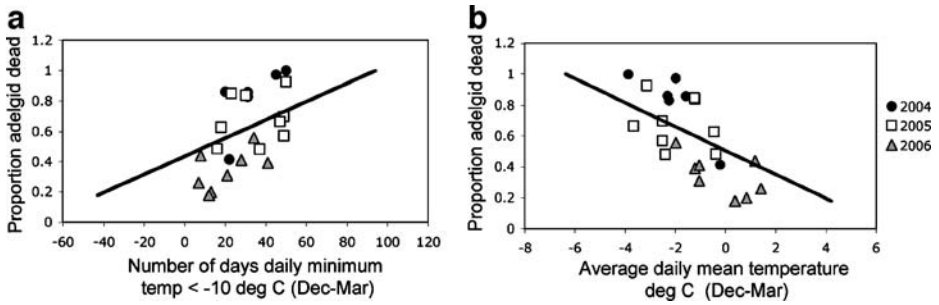 a
Proportion adelgid dead
1.2
1
0.8
0.6
0.4
0.2
0
-60 -40 -20 0 20 40 60 80 100 120
Number of days daily minimum
temp < -10 deg C (Dec-Mar)
b
Proportion adelgid dead
1.2
1
0.8
0.6
0.4
0.2
0
-8 -6 -4 -2 0 2 4 6
Average daily mean temperature
deg C (Dec-Mar)
2004
2005
2006